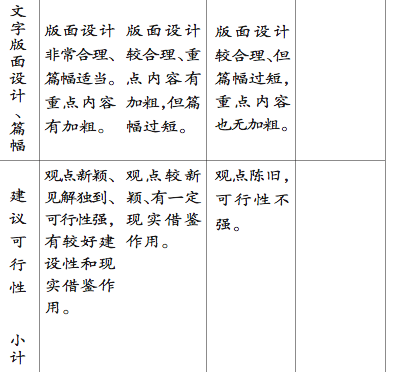 文字版面设计、篇幅
版面设计
非常合理、
篇幅适当。
重点内容
有加粗。
版面设计
较合理、重
点内容有
加粗,但篇
幅过短。
版面设计
较合理、但
篇幅过短,
重点内容
也无加粗。
建议可行性
观点新颖、
见解独到、
可行性强,
有较好建
设性和现
实借鉴作
用。
观点较新
颖、有一定
现实借鉴
作用。
观点陈旧,
可行性不
强。
小计